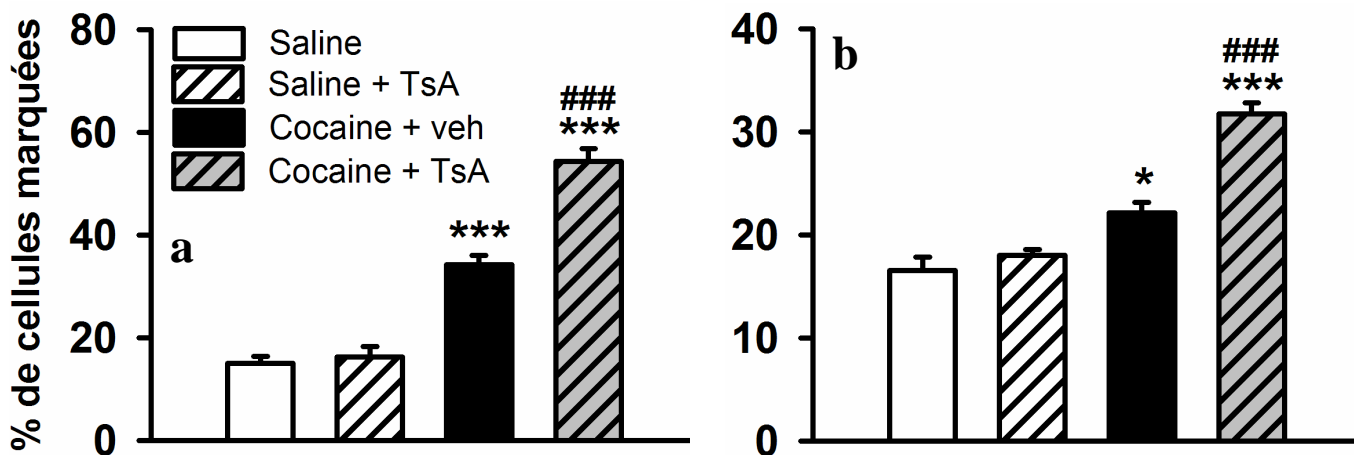 % de cellules marquées
80
60
40
20
0
Saline
Saline + TsA
Cocaine + veh
Cocaine + TsA
a
***
###
***
40
30
20
10
0
b
*
###
***